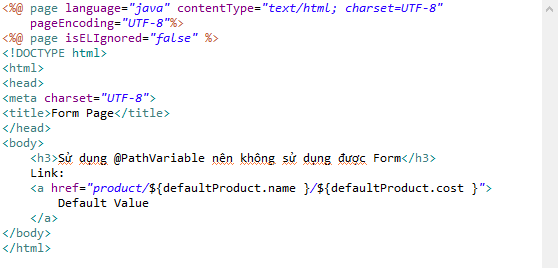 <%@ page language="java" contentType="text/html; charset=UTF-8"
    pageEncoding="UTF-8"%>
<%@ page isELIgnored="false" %>
<!DOCTYPE html>
<html>
<head>
<meta charset="UTF-8">
<title>Form Page</title>
</head>
<body>
    <h3>Sử dụng @PathVariable nên không sử dụng được Form</h3>
    Link:
    <a href="product/${defaultProduct.name }/${defaultProduct.cost }">
        Default Value
    </a>
</body>
</html>